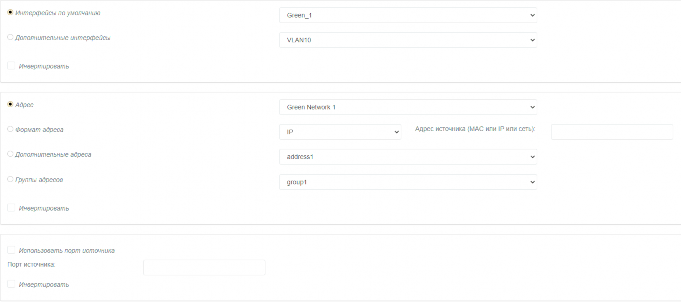 Интерфейсы по умолчанию
Green_1
Дополнительные интерфейсы
VLAN10
Инвертировать
Адрес
Green Network 1
Формат адреса
IP
Адрес источника (MAC или IP или сеть):
Дополнительные адреса
address1
Группы адресов
group1
Инвертировать
Использовать порт источника
Порт источника:
Инвертировать